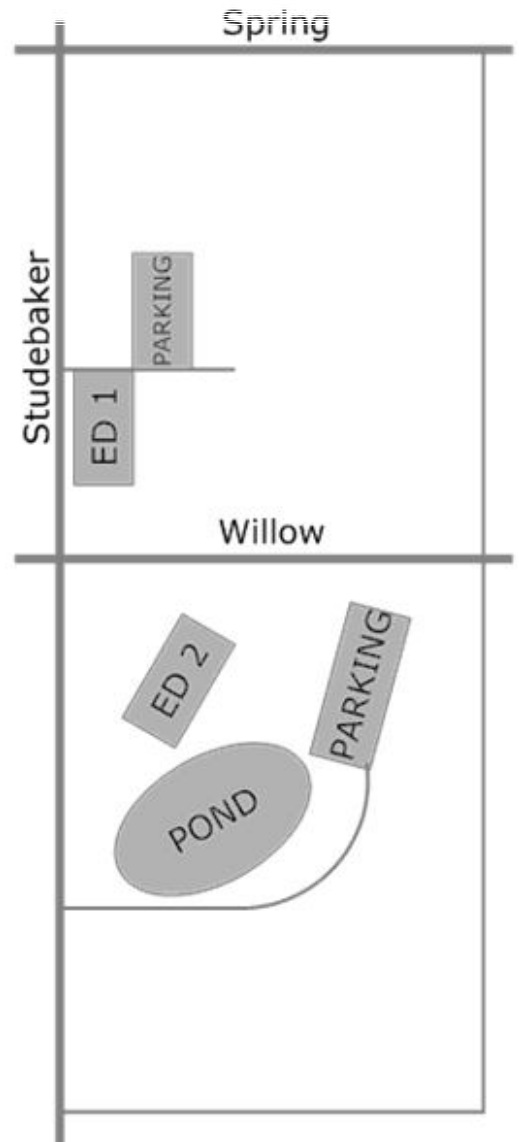 Spring
Studebaker
PARKING
ED 1
Willow
ED 2
PARKING
POND